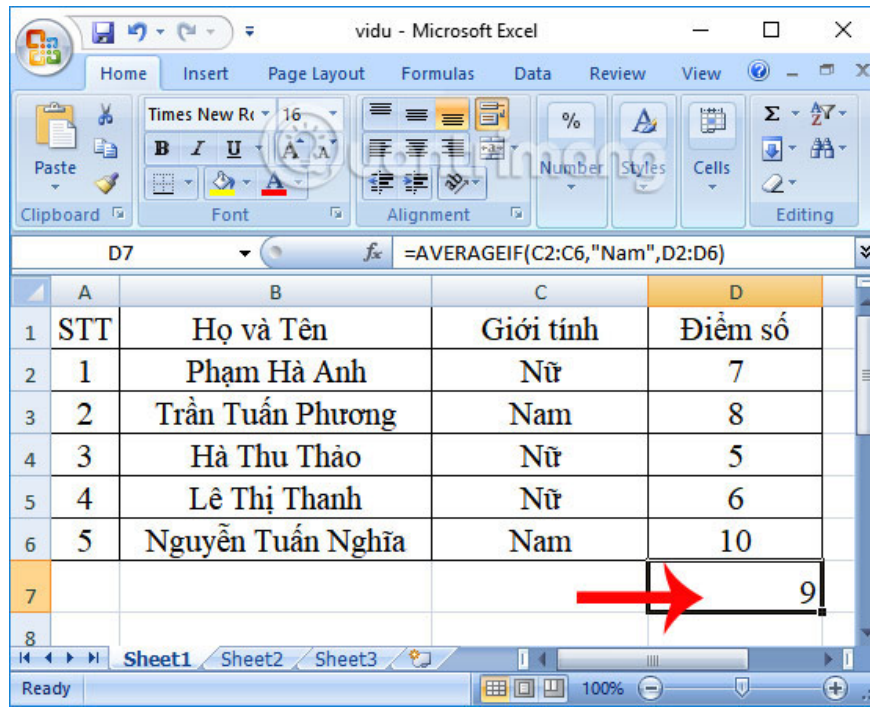 vidu - Microsoft Excel
Home Insert Page Layout Formulas Data Review View
Times New Ro 16
B I U A A
Paste Number Styles Cells
Clipboard Font Alignment Editing
Quantrimang
D7 fx =AVERAGEIF(C2:C6,"Nam",D2:D6)
A B C D
1 STT Họ và Tên Giới tính Điểm số
2 1 Phạm Hà Anh Nữ 7
3 2 Trần Tuấn Phương Nam 8
4 3 Hà Thu Thảo Nữ 5
5 4 Lê Thị Thanh Nữ 6
6 5 Nguyễn Tuấn Nghĩa Nam 10
7 9
8
Sheet1 Sheet2 Sheet3
Ready 100%